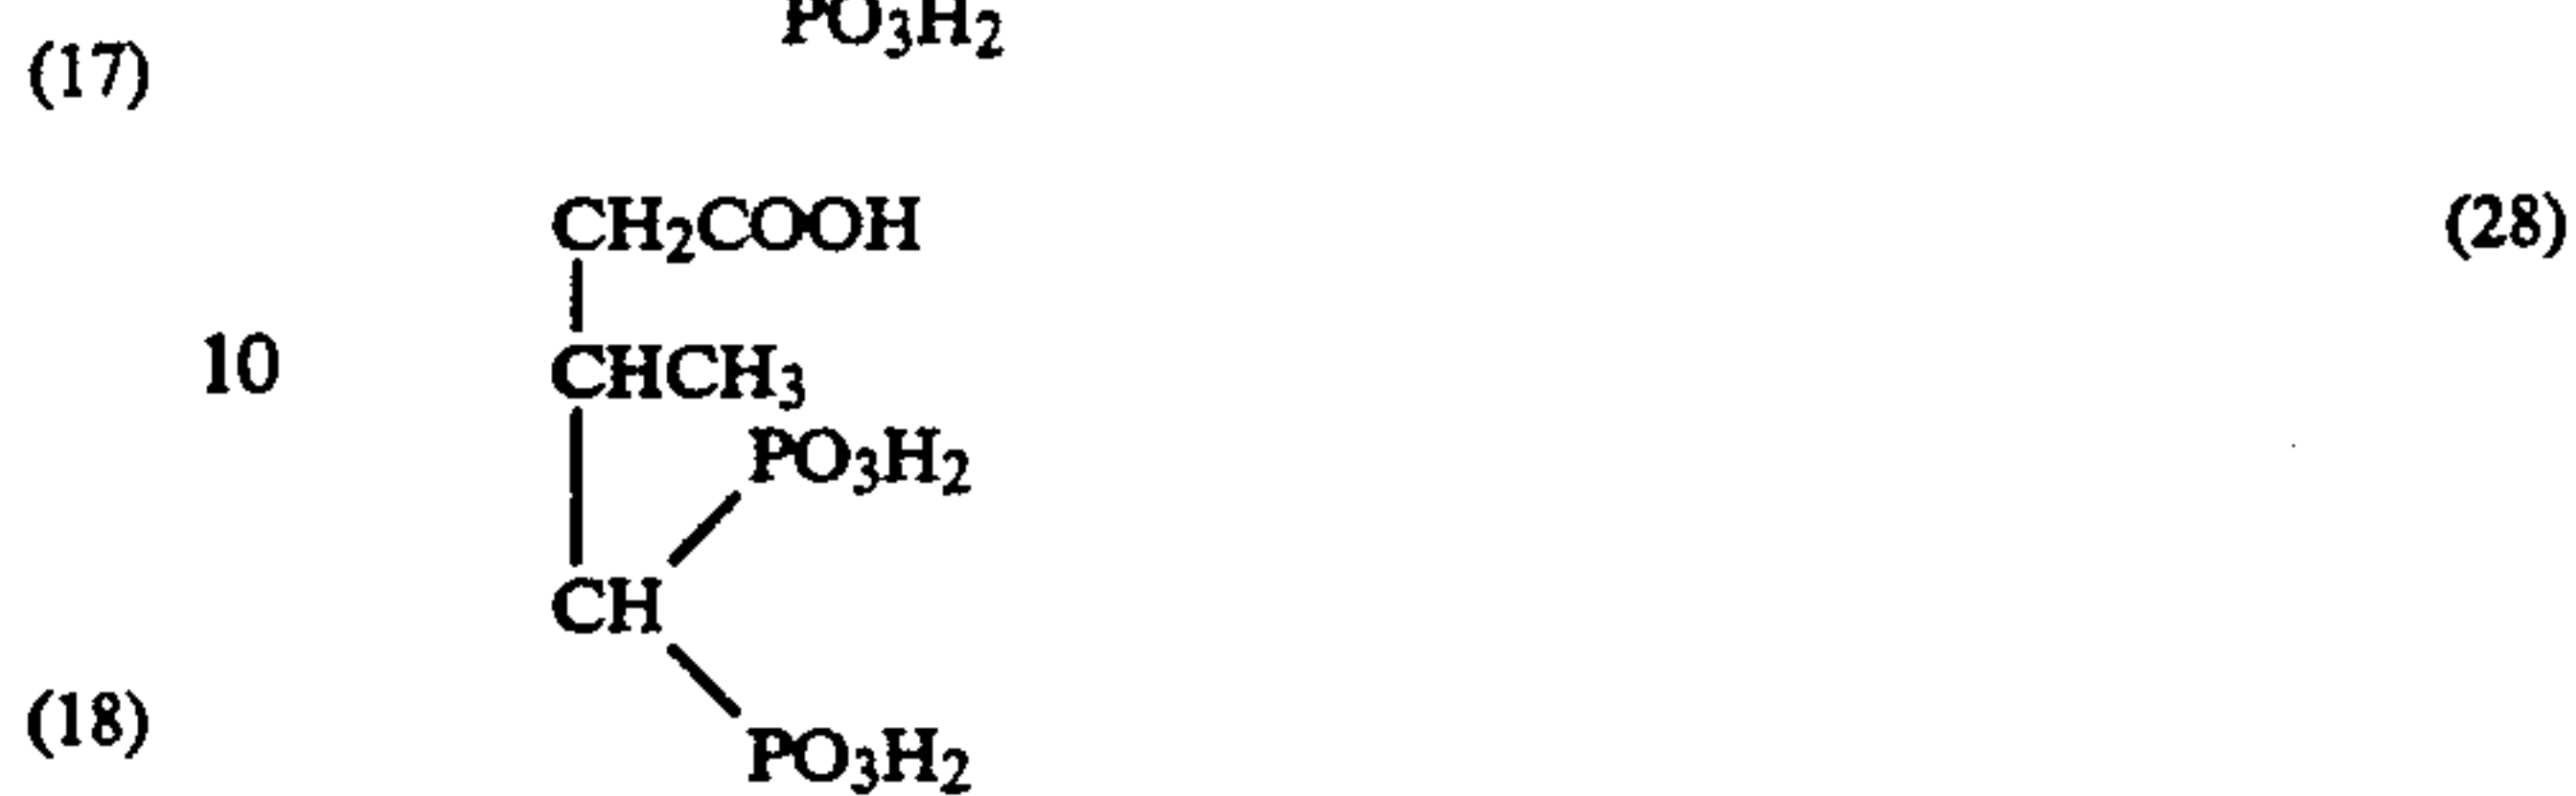 PO₃H₂
(17)
CH₂COOH (28)
10 CHCH₃
PO₃H₂
CH
(18)
PO₃H₂